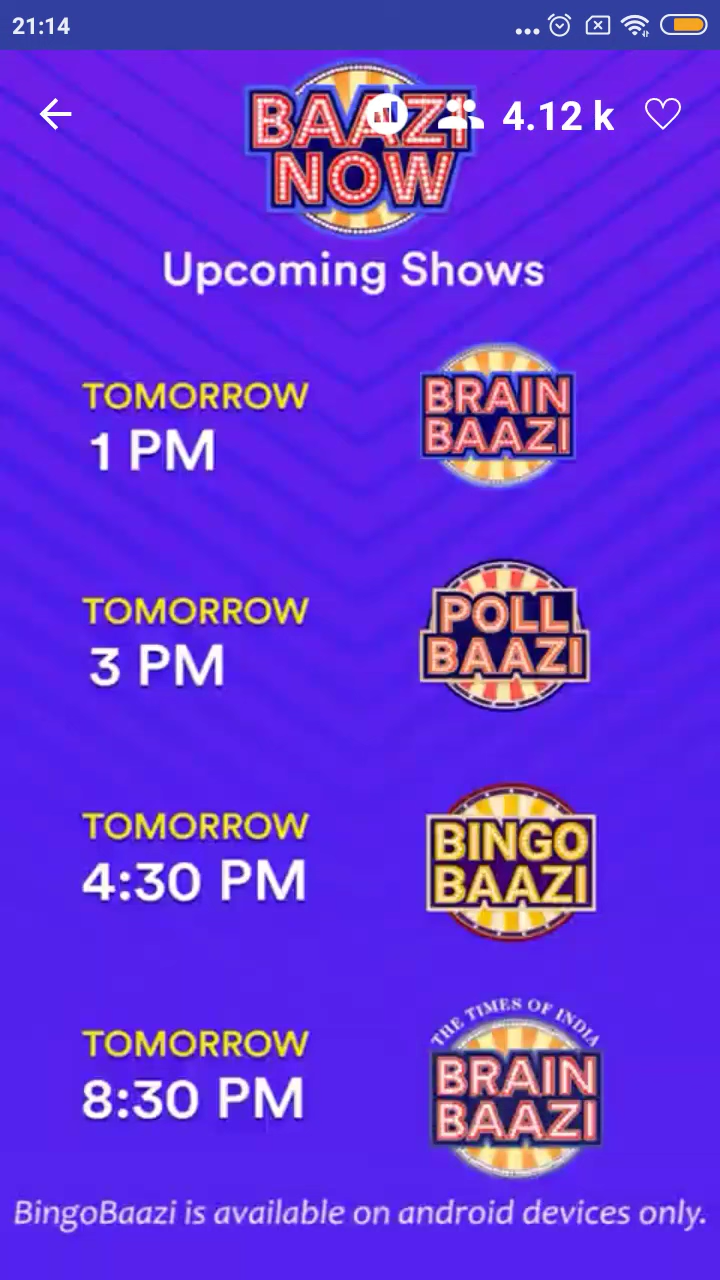 21:14
BAAZI
NOW
4.12 k
Upcoming Shows
TOMORROW
1 PM
BRAIN
BAAZI
TOMORROW
3 PM
POLL
BAAZI
TOMORROW
4:30 PM
BINGO
BAAZI
TOMORROW
8:30 PM
THE TIMES OF INDIA
BRAIN
BAAZI
BingoBaazi is available on android devices only.